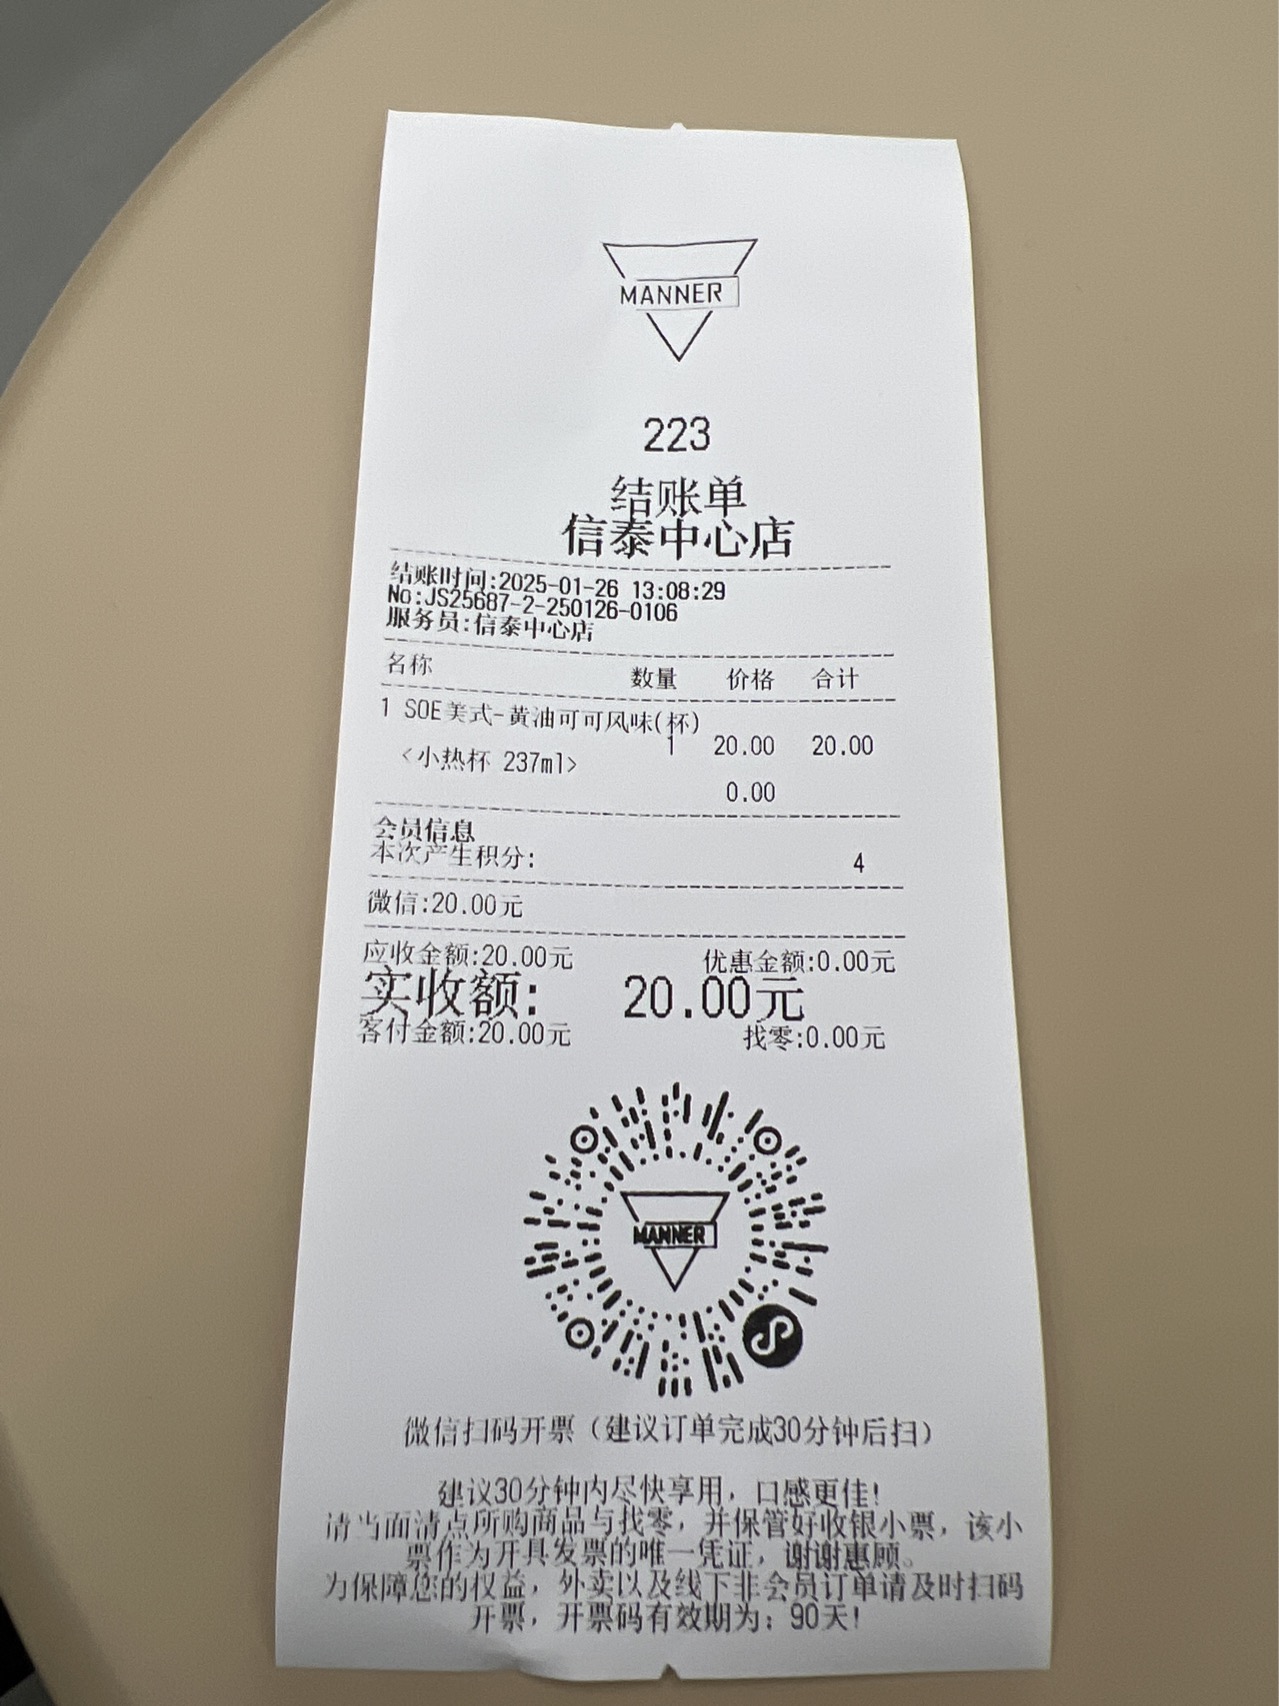 MANNER
223
结账单
信泰中心店
结账时间:2025-01-26 13:08:29
No:JS25687-2-250126-0106
服务员:信泰中心店
名称 数量 价格 合计
1 SOE美式-黄油可可风味(杯)
1 20.00 20.00
<小热杯 237ml>
0.00
会员信息
本次产生积分: 4
微信:20.00元
应收金额:20.00元 优惠金额:0.00元
实收额: 20.00元
客付金额:20.00元 找零:0.00元
MANNER
微信扫码开票（建议订单完成30分钟后扫）
建议30分钟内尽快享用，口感更佳!
请当面清点所购商品与找零，并保管好收银小票，该小
票作为开具发票的唯一凭证，谢谢惠顾。
为保障您的权益，外卖以及线下非会员订单请及时扫码
开票，开票码有效期为：90天!